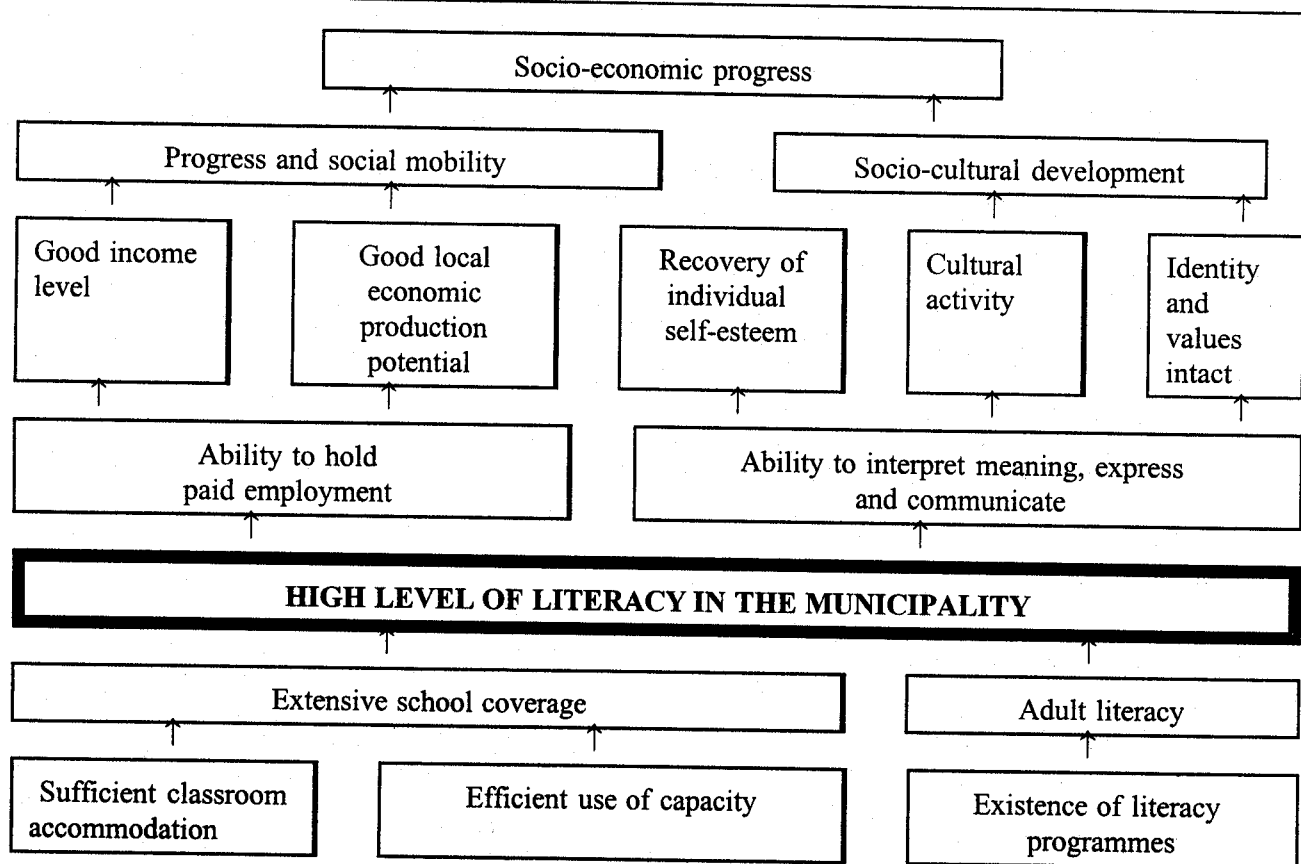 Socio-economic progress
Progress and social mobility
Socio-cultural development
Good income
level
Good local
economic
production
potential
Recovery of
individual
self-esteem
Cultural
activity
Identity
and
values
intact
Ability to hold
paid employment
Ability to interpret meaning, express
and communicate
HIGH LEVEL OF LITERACY IN THE MUNICIPALITY
Extensive school coverage
Adult literacy
Sufficient classroom
accommodation
Efficient use of capacity
Existence of literacy
programmes